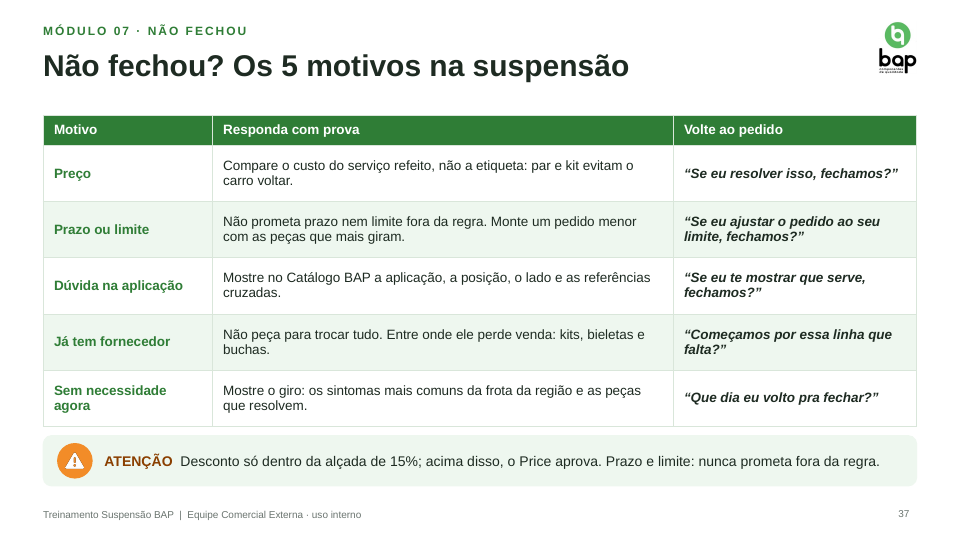 MÓDULO 07 · NÃO FECHOU
Não fechou? Os 5 motivos na suspensão
bap
Motivo
Responda com prova
Volte ao pedido
Preço
Compare o custo do serviço refeito, não a etiqueta: par e kit evitam o
carro voltar.
“Se eu resolver isso, fechamos?”
Prazo ou limite
Não prometa prazo nem limite fora da regra. Monte um pedido menor
com as peças que mais giram.
“Se eu ajustar o pedido ao seu
limite, fechamos?”
Dúvida na aplicação
Mostre no Catálogo BAP a aplicação, a posição, o lado e as referências
cruzadas.
“Se eu te mostrar que serve,
fechamos?”
Já tem fornecedor
Não peça para trocar tudo. Entre onde ele perde venda: kits, bieletas e
buchas.
“Começamos por essa linha que
falta?”
Sem necessidade
agora
Mostre o giro: os sintomas mais comuns da frota da região e as peças
que resolvem.
“Que dia eu volto pra fechar?”
ATENÇÃO Desconto só dentro da alçada de 15%; acima disso, o Price aprova. Prazo e limite: nunca prometa fora da regra.
Treinamento Suspensão BAP | Equipe Comercial Externa · uso interno
37